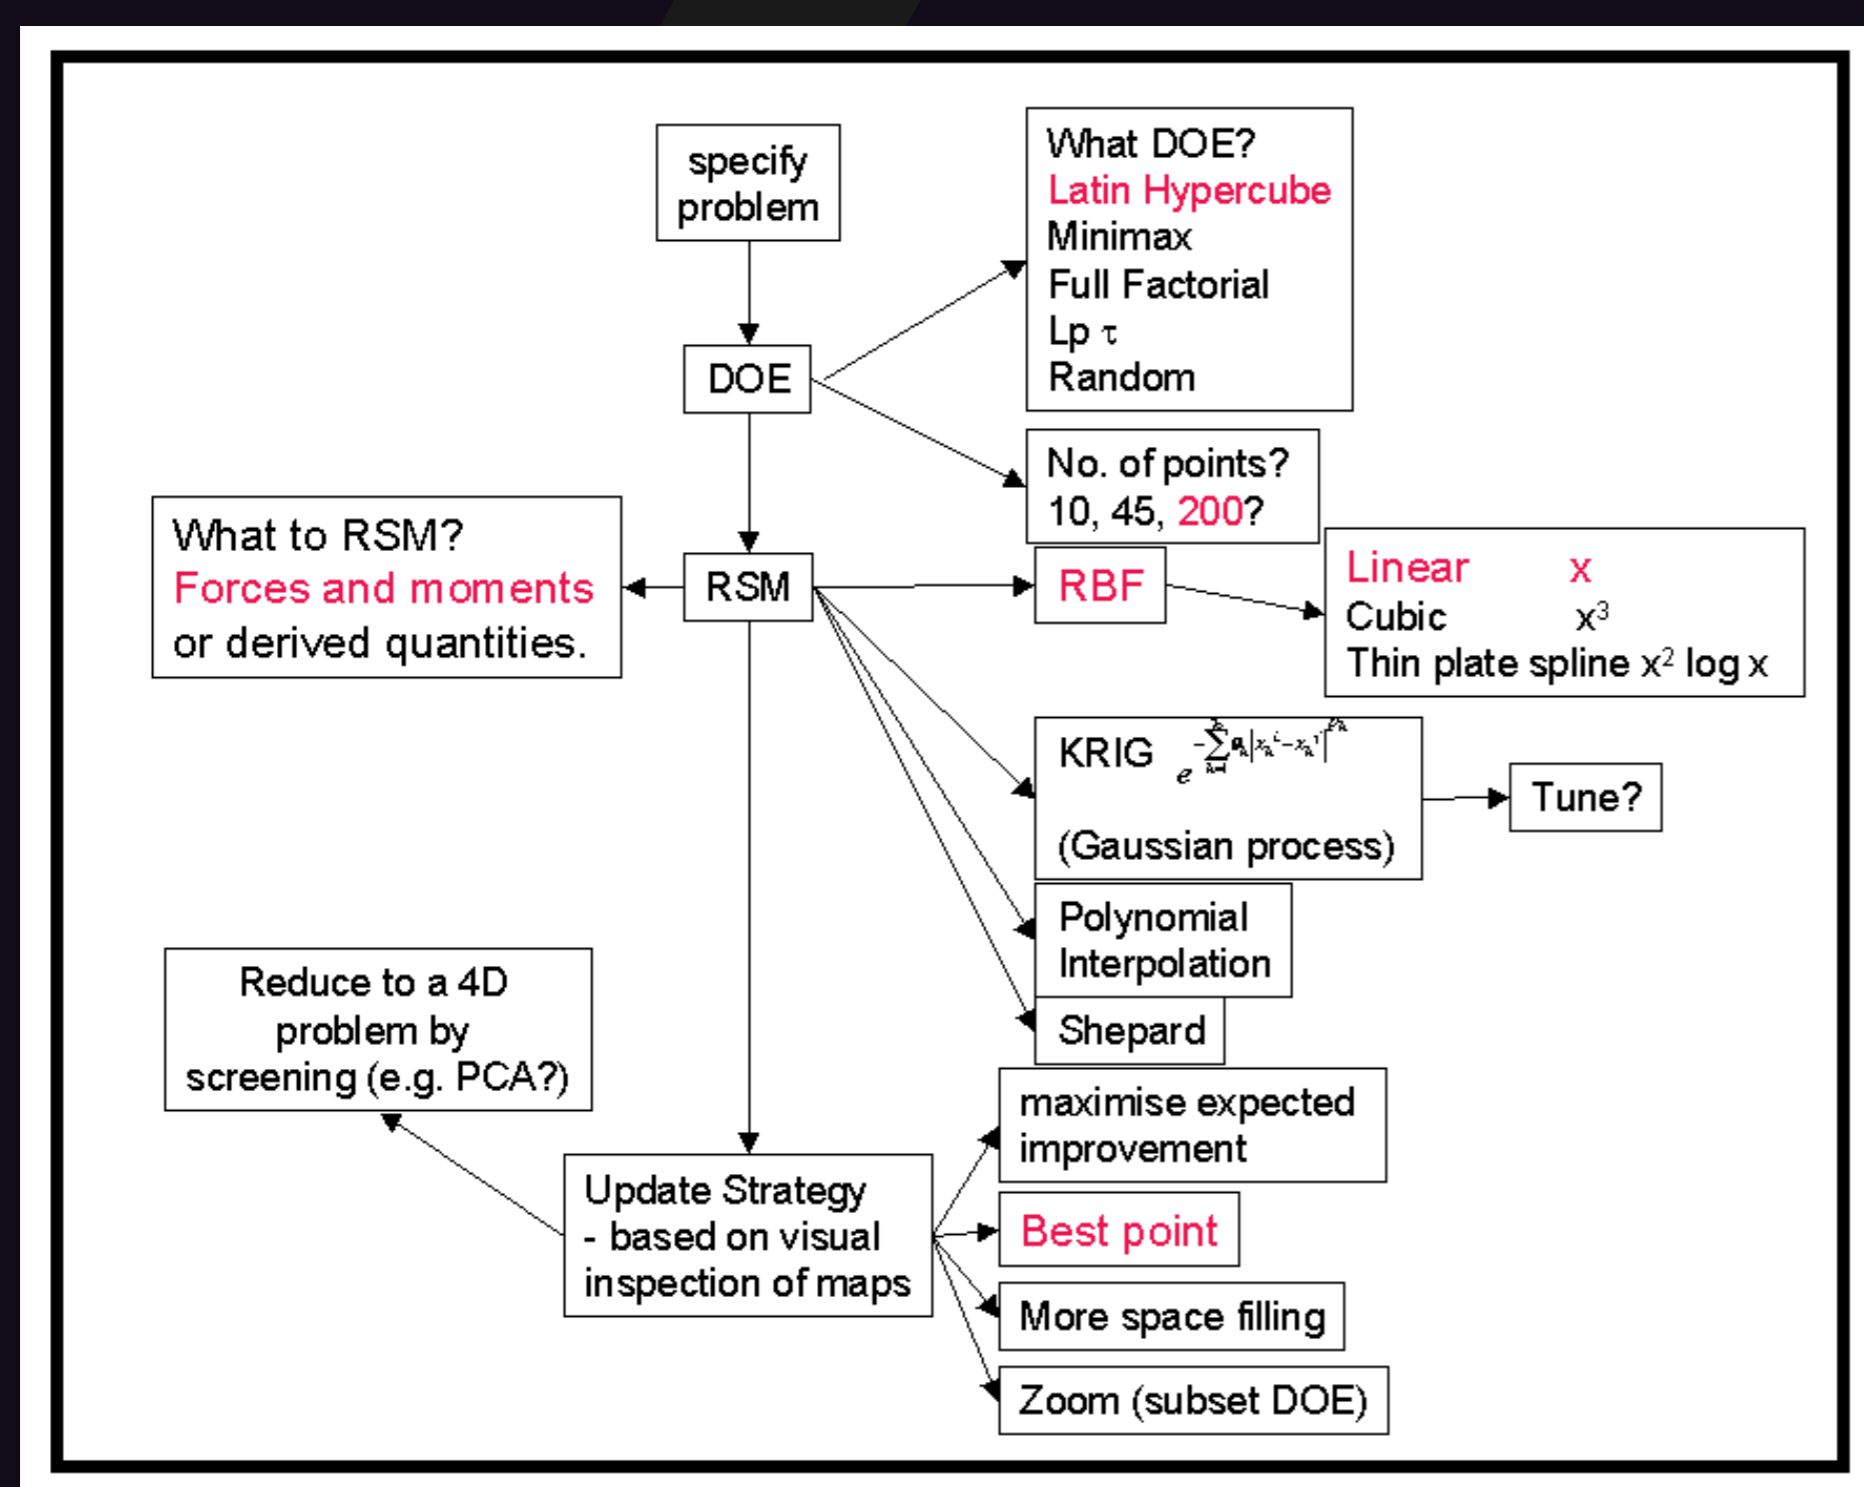 specify
problem
What DOE?
Latin Hypercube
Minimax
Full Factorial
Lp τ
Random
DOE
No. of points?
10, 45, 200?
What to RSM?
Forces and moments
or derived quantities.
RSM
RBF
Linear x
Cubic x³
Thin plate spline x² log x
KRIG
(Gaussian process)
Tune?
Polynomial
Interpolation
Shepard
Reduce to a 4D
problem by
screening (e.g. PCA?)
Update Strategy
- based on visual
inspection of maps
maximise expected
improvement
Best point
More space filling
Zoom (subset DOE)